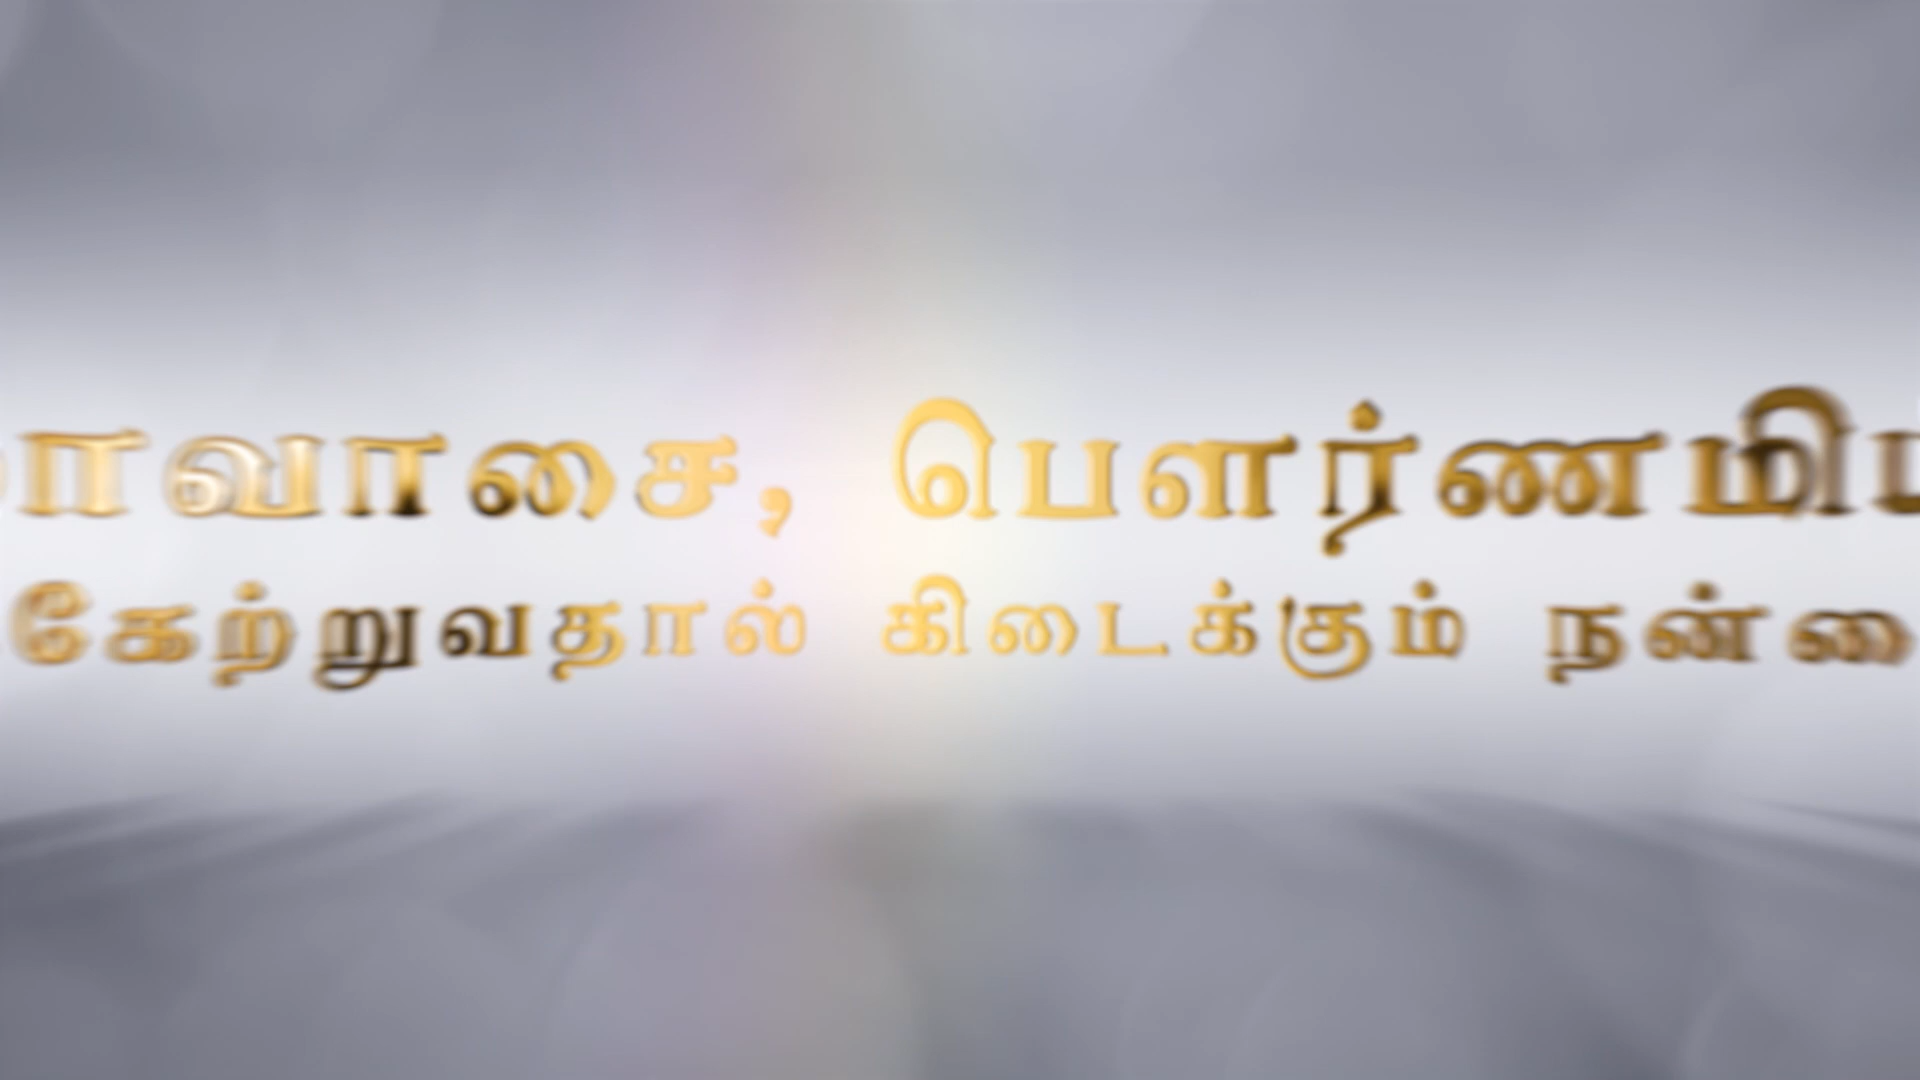 மாவாசை, பௌர்ணமிய
கேற்றுவதால் கிடைக்கும் நன்மை